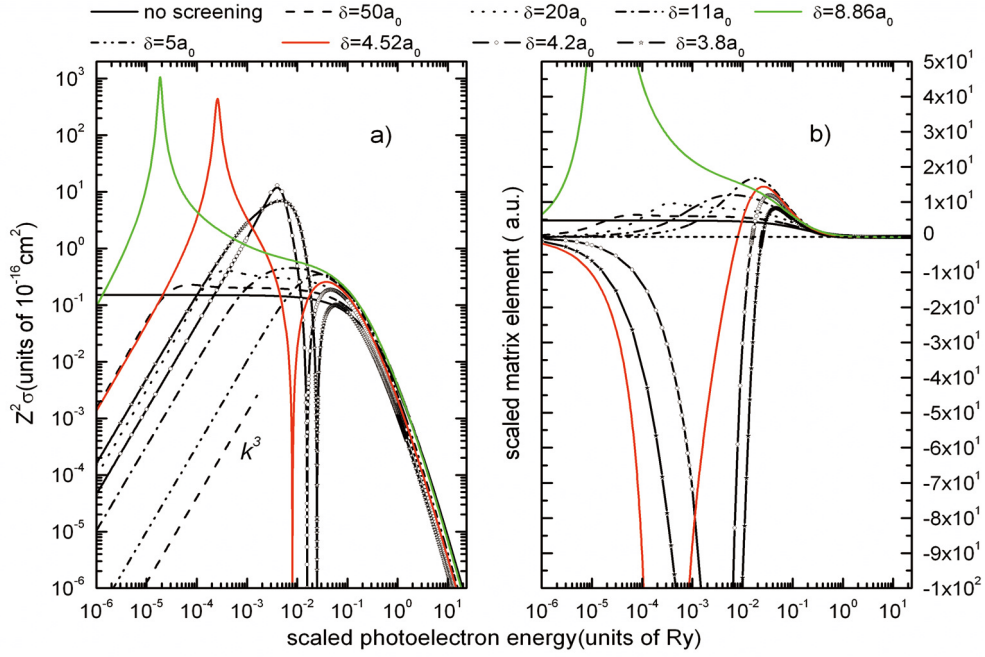 no screening δ=50a₀ δ=20a₀ δ=11a₀ δ=8.86a₀
δ=5a₀ δ=4.52a₀ δ=4.2a₀ δ=3.8a₀
Z²σ(units of 10⁻¹⁶cm²)
10³
10²
10¹
10⁰
10⁻¹
10⁻²
10⁻³
10⁻⁴
10⁻⁵
10⁻⁶
a)
k³
10⁻⁶ 10⁻⁵ 10⁻⁴ 10⁻³ 10⁻² 10⁻¹ 10⁰ 10¹
scaled matrix element ( a.u.)
b)
5x10¹
4x10¹
3x10¹
2x10¹
1x10¹
0
-1x10¹
-2x10¹
-3x10¹
-4x10¹
-5x10¹
-6x10¹
-7x10¹
-8x10¹
-9x10¹
-1x10²
10⁻⁶ 10⁻⁵ 10⁻⁴ 10⁻³ 10⁻² 10⁻¹ 10⁰ 10¹
scaled photoelectron energy(units of Ry)